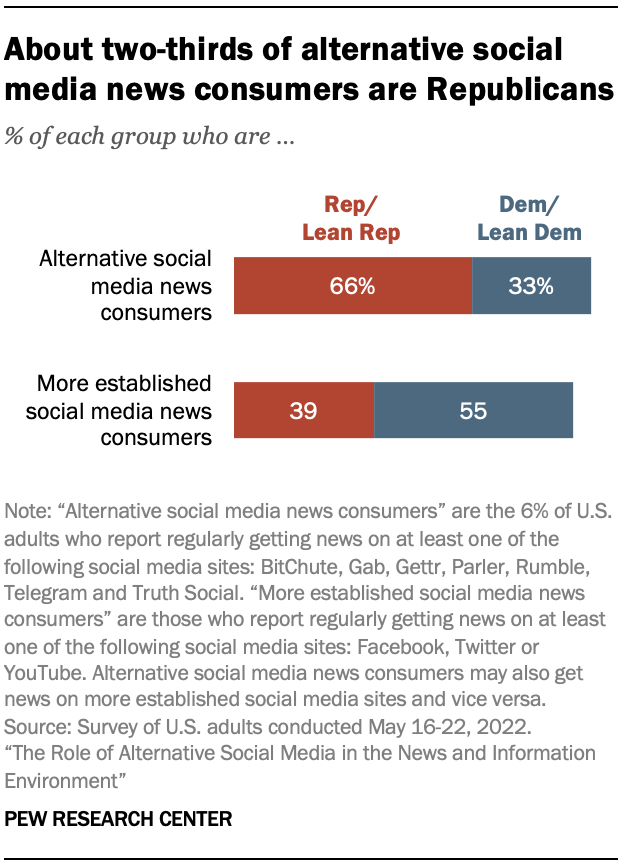 About two-thirds of alternative social
media news consumers are Republicans
% of each group who are ...
Rep/
Lean Rep
Dem/
Lean Dem
Alternative social
media news
consumers
66%
33%
More established
social media news
consumers
39
55
Note: “Alternative social media news consumers” are the 6% of U.S.
adults who report regularly getting news on at least one of the
following social media sites: BitChute, Gab, Gettr, Parler, Rumble,
Telegram and Truth Social. “More established social media news
consumers” are those who report regularly getting news on at least
one of the following social media sites: Facebook, Twitter or
YouTube. Alternative social media news consumers may also get
news on more established social media sites and vice versa.
Source: Survey of U.S. adults conducted May 16-22, 2022.
“The Role of Alternative Social Media in the News and Information
Environment”
PEW RESEARCH CENTER